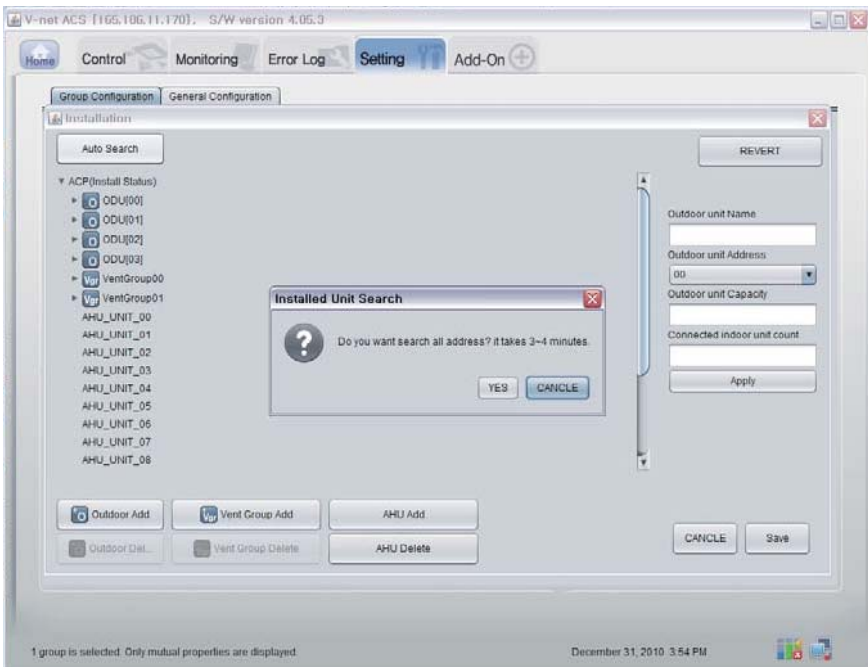 V-net ACS [165.106.11.170]. S/W version 4.05.3
Home
Control
Monitoring
Error Log
Setting
Add-On
Group Configuration
General Configuration
Installation
Auto Search
REVERT
ACP(Install Status)
ODU[00]
ODU[01]
ODU[02]
ODU[03]
VentGroup00
VentGroup01
AHU_UNIT_00
AHU_UNIT_01
AHU_UNIT_02
AHU_UNIT_03
AHU_UNIT_04
AHU_UNIT_05
AHU_UNIT_06
AHU_UNIT_07
AHU_UNIT_08
Installed Unit Search
Do you want search all address? it takes 3~4 minutes.
YES
CANCLE
Outdoor unit Name
Outdoor unit Address
00
Outdoor unit Capacity
Connected indoor unit count
Apply
Outdoor Add
Vent Group Add
AHU Add
Outdoor Del...
Vent Group Delete
AHU Delete
CANCLE
Save
1 group is selected. Only mutual properties are displayed.
December 31, 2010 3:54 PM